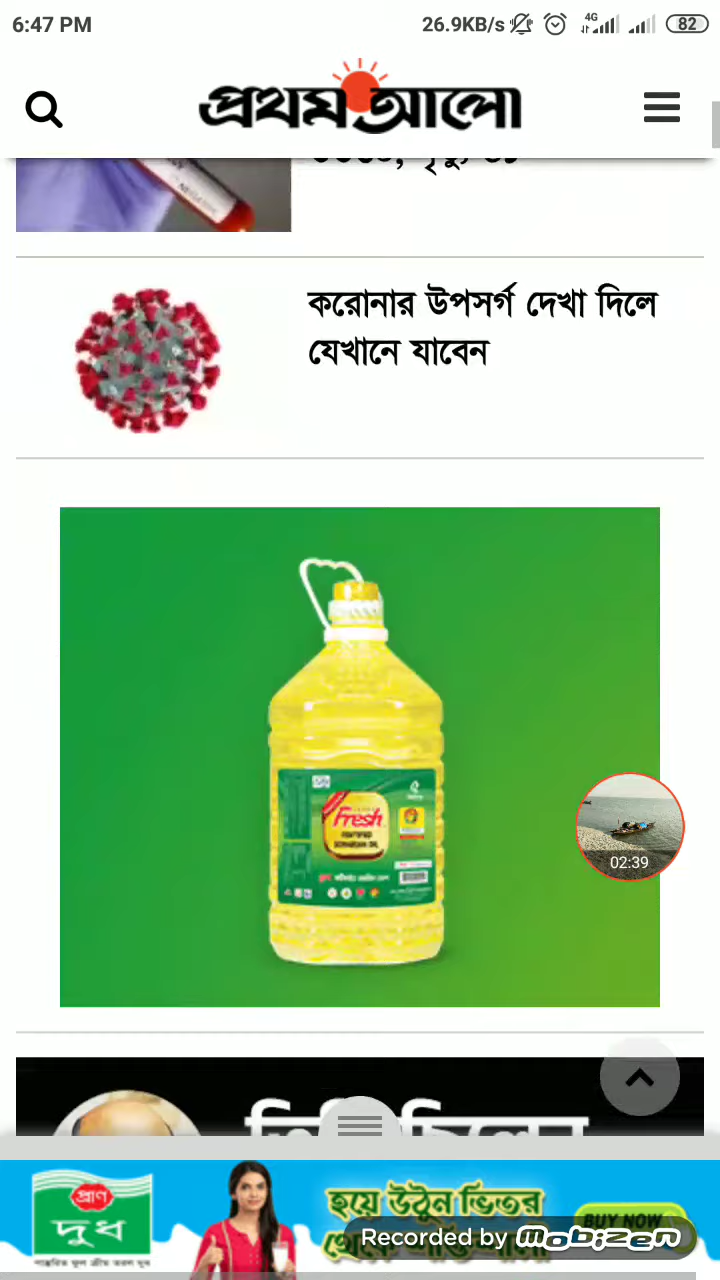 6:47 PM
26.9KB/s
4G
82
প্রথম আলো
করোনার উপসর্গ দেখা দিলে
যেখানে যাবেন
Fresh
02:39
প্রাণ
দুধ
হয়ে উঠুন ভিতর
থেকে
BUY NOW
Recorded by mobizen